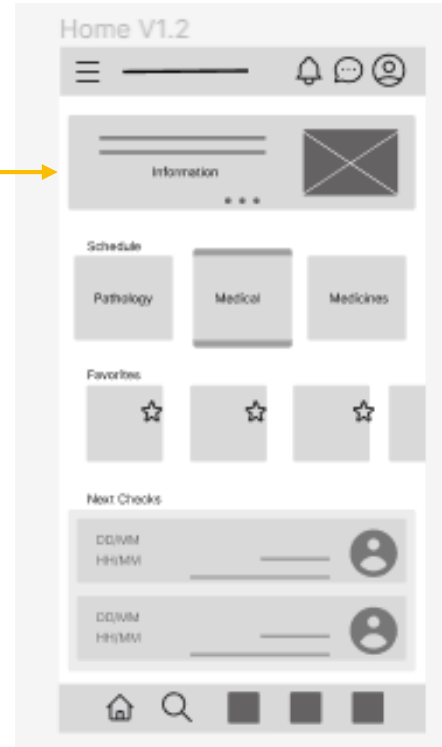 Home V1.2
Information
Schedule
Pathology Medical Medicines
Favorites
Next Checks
DD/MM
HH/MM
DD/MM
HH/MM